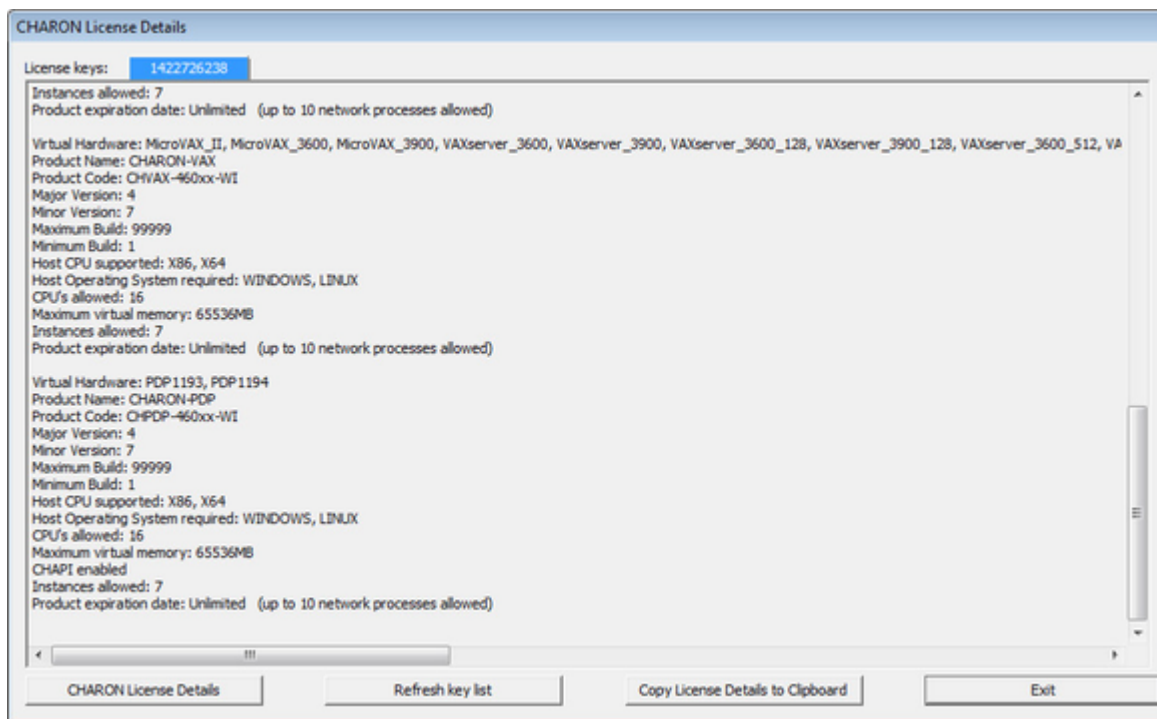 CHARON License Details
License keys: 1422726238
Instances allowed: 7
Product expiration date: Unlimited (up to 10 network processes allowed)
Virtual Hardware: MicroVAX_II, MicroVAX_3600, MicroVAX_3900, VAXserver_3600, VAXserver_3900, VAXserver_3600_128, VAXserver_3900_128, VAXserver_3600_512, VA
Product Name: CHARON-VAX
Product Code: CHVAX-460xx-WI
Major Version: 4
Minor Version: 7
Maximum Build: 99999
Minimum Build: 1
Host CPU supported: X86, X64
Host Operating System required: WINDOWS, LINUX
CPU's allowed: 16
Maximum virtual memory: 65536MB
Instances allowed: 7
Product expiration date: Unlimited (up to 10 network processes allowed)
Virtual Hardware: PDP1193, PDP1194
Product Name: CHARON-PDP
Product Code: CHPDP-460xx-WI
Major Version: 4
Minor Version: 7
Maximum Build: 99999
Minimum Build: 1
Host CPU supported: X86, X64
Host Operating System required: WINDOWS, LINUX
CPU's allowed: 16
Maximum virtual memory: 65536MB
CHAPI enabled
Instances allowed: 7
Product expiration date: Unlimited (up to 10 network processes allowed)
CHARON License Details Refresh key list Copy License Details to Clipboard Exit